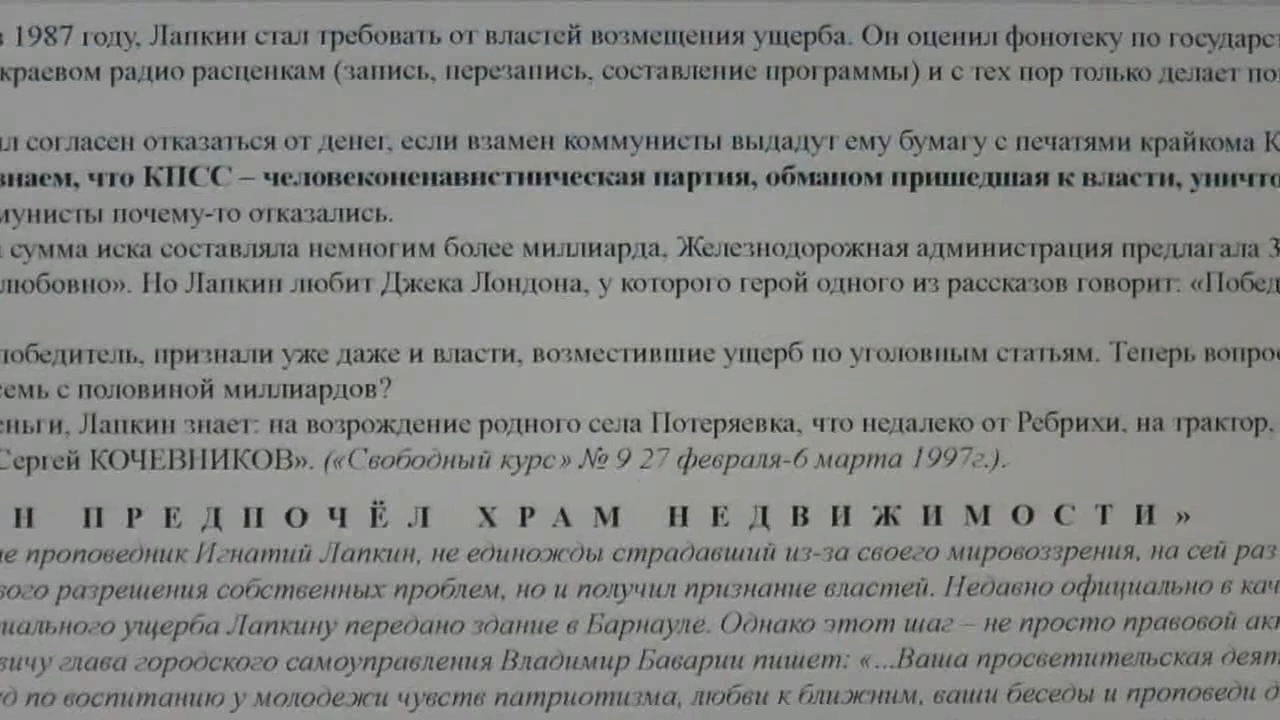 в 1987 году, Лапкин стал требовать от властей возмещения ущерба. Он оценил фонотеку по государст
краевом радио расценкам (запись, перезапись, составление программы) и с тех пор только делает по
л согласен отказаться от денег, если взамен коммунисты выдадут ему бумагу с печатями крайкома К
знаем, что КПСС – человеконенавистническая партия, обманом пришедшая к власти, уничто
мунисты почему-то отказались.
сумма иска составляла немногим более миллиарда, Железнодорожная администрация предлагала 3
любовно». Но Лапкин любит Джека Лондона, у которого герой одного из рассказов говорит: «Побед
победитель, признали уже даже и власти, возместившие ущерб по уголовным статьям. Теперь вопрос
семь с половиной миллиардов?
еньги, Лапкин знает: на возрождение родного села Потеряевка, что недалеко от Ребрихи, на трактор,
Сергей КОЧЕВНИКОВ». («Свободный курс» № 9 27 февраля-6 марта 1997г.).
Н ПРЕДПОЧЁЛ ХРАМ НЕДВИЖИМОСТИ»
е проповедник Игнатий Лапкин, не единожды страдавший из-за своего мировоззрения, на сей раз
вого разрешения собственных проблем, но и получил признание властей. Недавно официально в кач
иального ущерба Лапкину передано здание в Барнауле. Однако этот шаг – не просто правовой ак
вичу глава городского самоуправления Владимир Баварин пишет: «...Ваша просветительская деят
д по воспитанию у молодежи чувств патриотизма, любви к ближним, ваши беседы и проповеди д